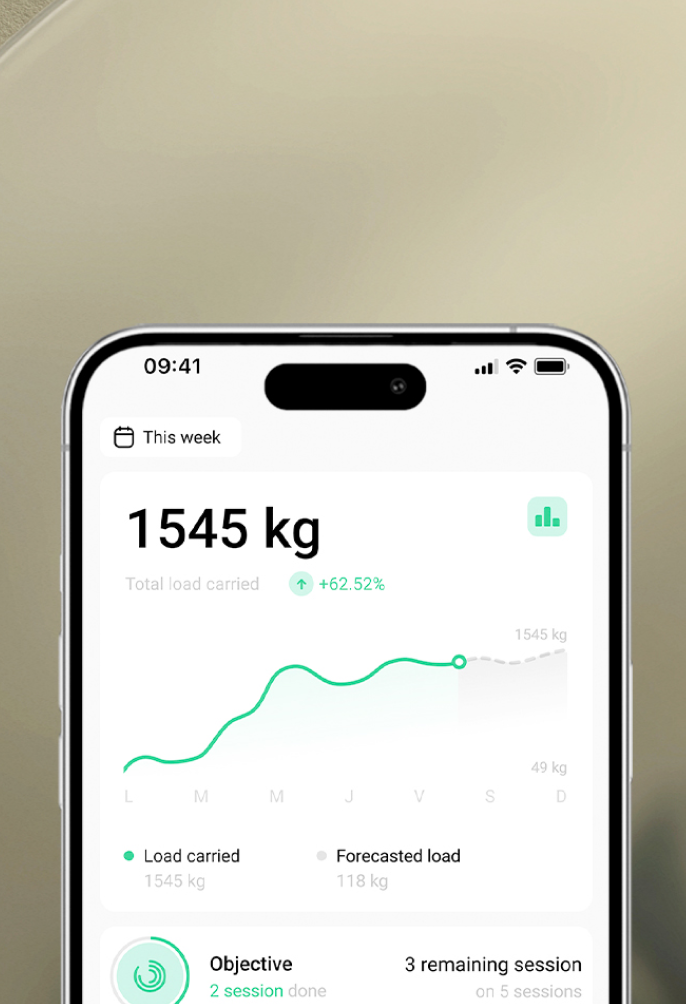 09:41
This week
1545 kg
Total load carried +62.52%
1545 kg
49 kg
L M M J V S D
Load carried Forecasted load
1545 kg 118 kg
Objective 3 remaining session
2 session done on 5 sessions